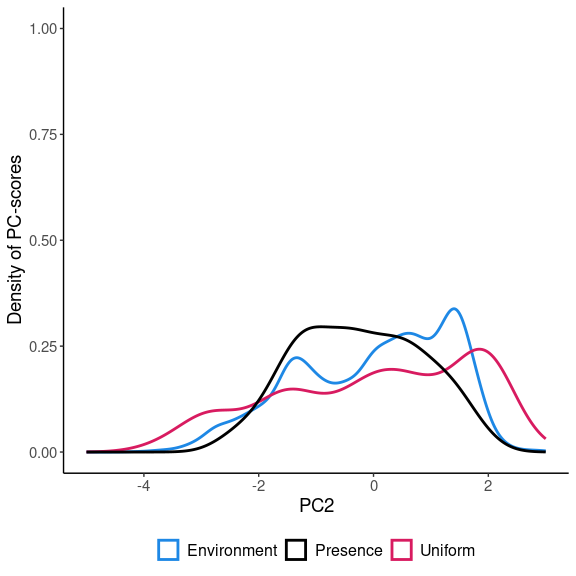 1.00
0.75
0.50
0.25
0.00
Density of PC-scores
-4 -2 0 2
PC2
Environment Presence Uniform